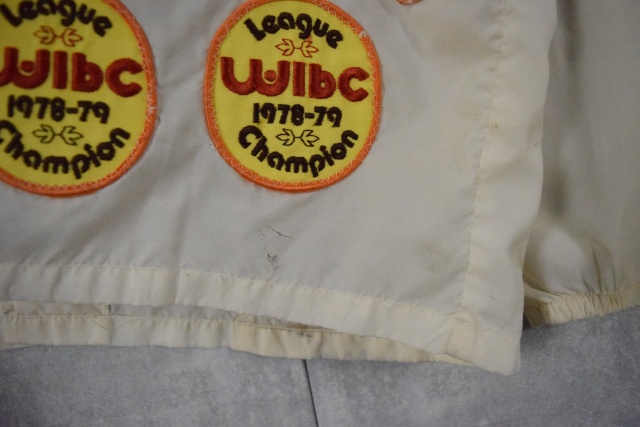 League
WIBC
1978-79
Champion
League
WIBC
1978-79
Champion